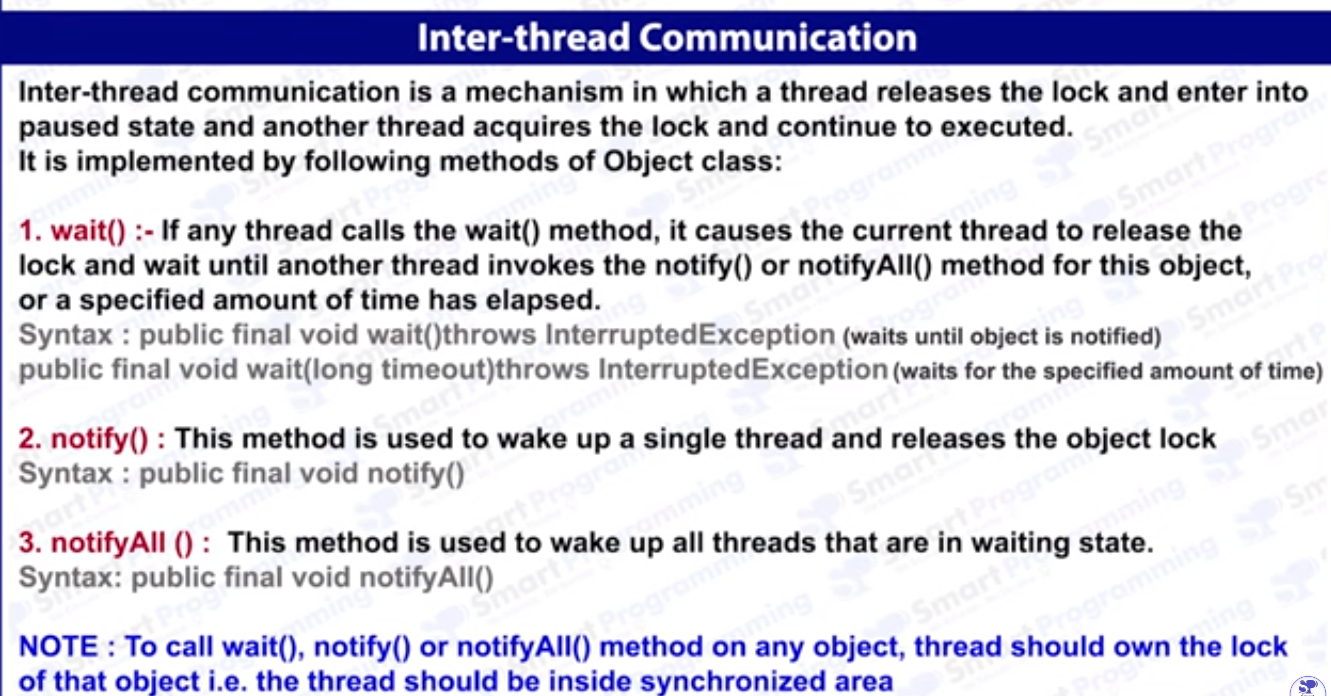 Inter-thread Communication
Inter-thread communication is a mechanism in which a thread releases the lock and enter into
paused state and another thread acquires the lock and continue to executed.
It is implemented by following methods of Object class:
1. wait() :- If any thread calls the wait() method, it causes the current thread to release the
lock and wait until another thread invokes the notify() or notifyAll() method for this object,
or a specified amount of time has elapsed.
Syntax : public final void wait()throws InterruptedException (waits until object is notified)
public final void wait(long timeout)throws InterruptedException (waits for the specified amount of time)
2. notify() : This method is used to wake up a single thread and releases the object lock
Syntax : public final void notify()
3. notifyAll () : This method is used to wake up all threads that are in waiting state.
Syntax: public final void notifyAll()
NOTE : To call wait(), notify() or notifyAll() method on any object, thread should own the lock
of that object i.e. the thread should be inside synchronized area